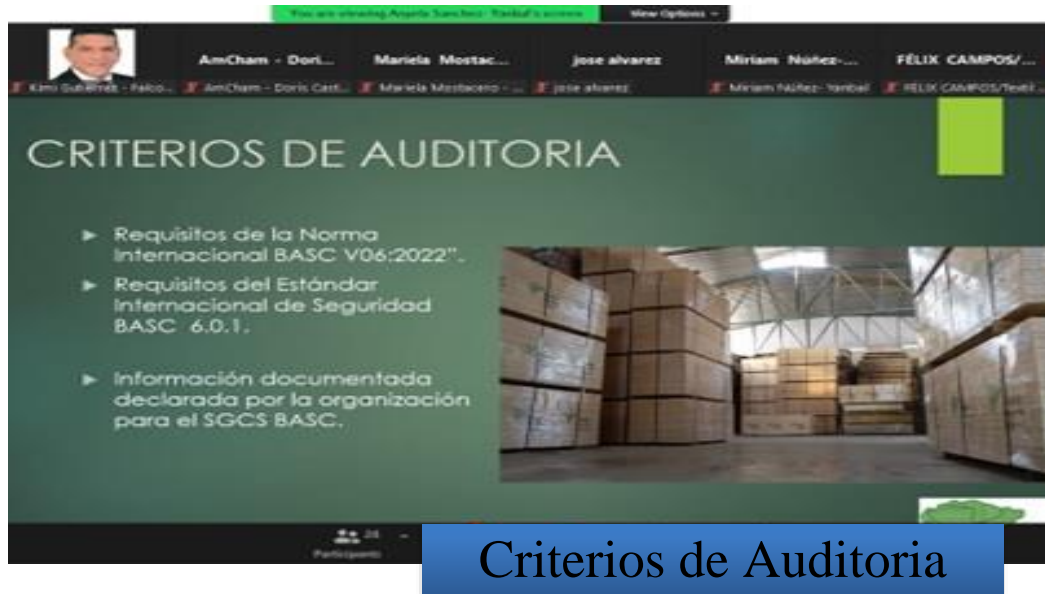 You are viewing Angela Sanchez- Yanbal's screen
View Options
AmCham - Dori...
Mariela Mostac...
jose alvarez
Miriam Núñez-...
FÉLIX CAMPOS/...
Kimi Gutierrez - Falco...
AmCham - Doris Cast...
Mariela Mostacero - ...
jose alvarez
Miriam Núñez- Yanbal
FÉLIX CAMPOS/Textil ...
CRITERIOS DE AUDITORIA
► Requisitos de la Norma
Internacional BASC V06:2022”.
► Requisitos del Estándar
Internacional de Seguridad
BASC 6.0.1.
► Información documentada
declarada por la organización
para el SGCS BASC.
Participants
Criterios de Auditoria